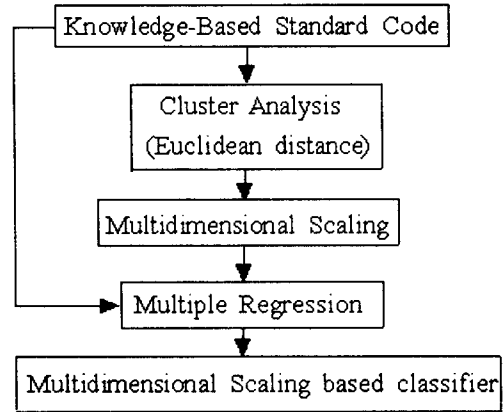 Knowledge-Based Standard Code
Cluster Analysis
(Euclidean distance)
Multidimensional Scaling
Multiple Regression
Multidimensional Scaling based classifier